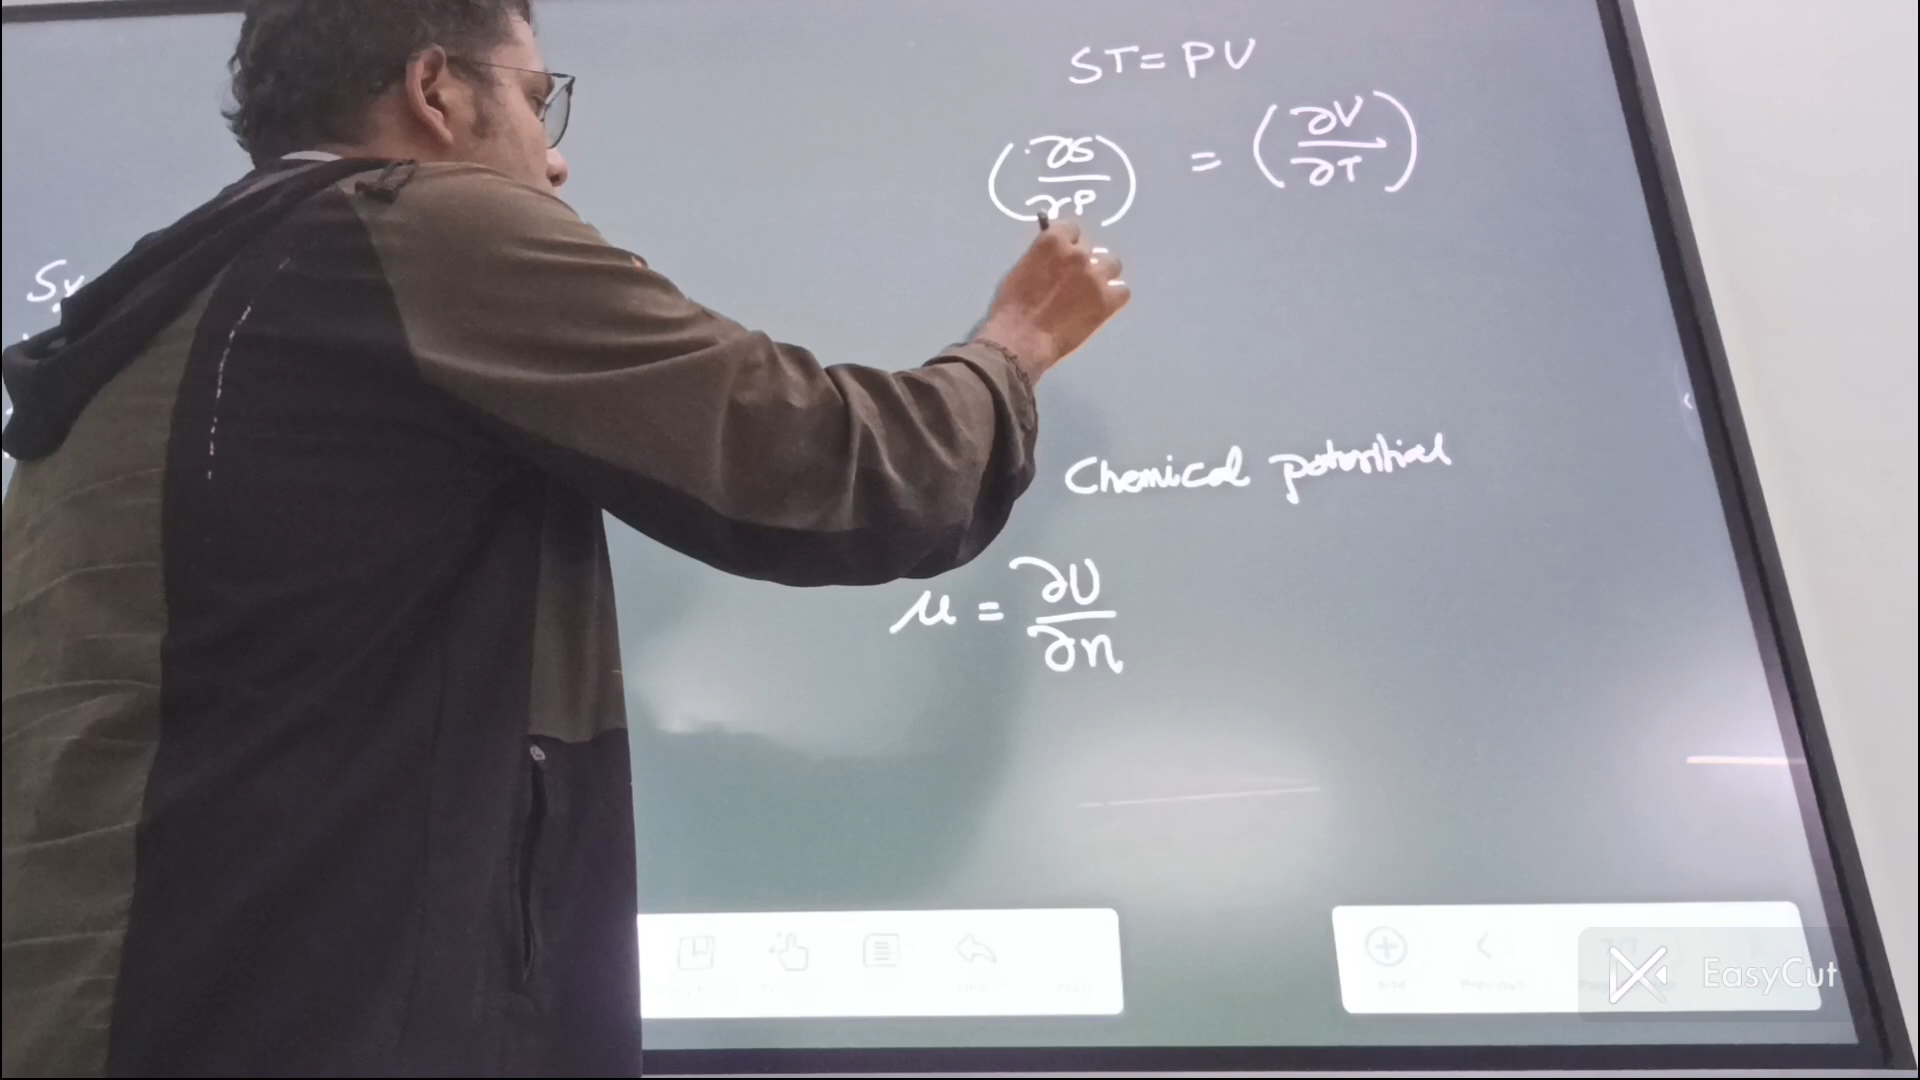 ST = PV
(∂S/∂P) = (∂V/∂T)
Chemical potential
μ = ∂U/∂n
EasyCut